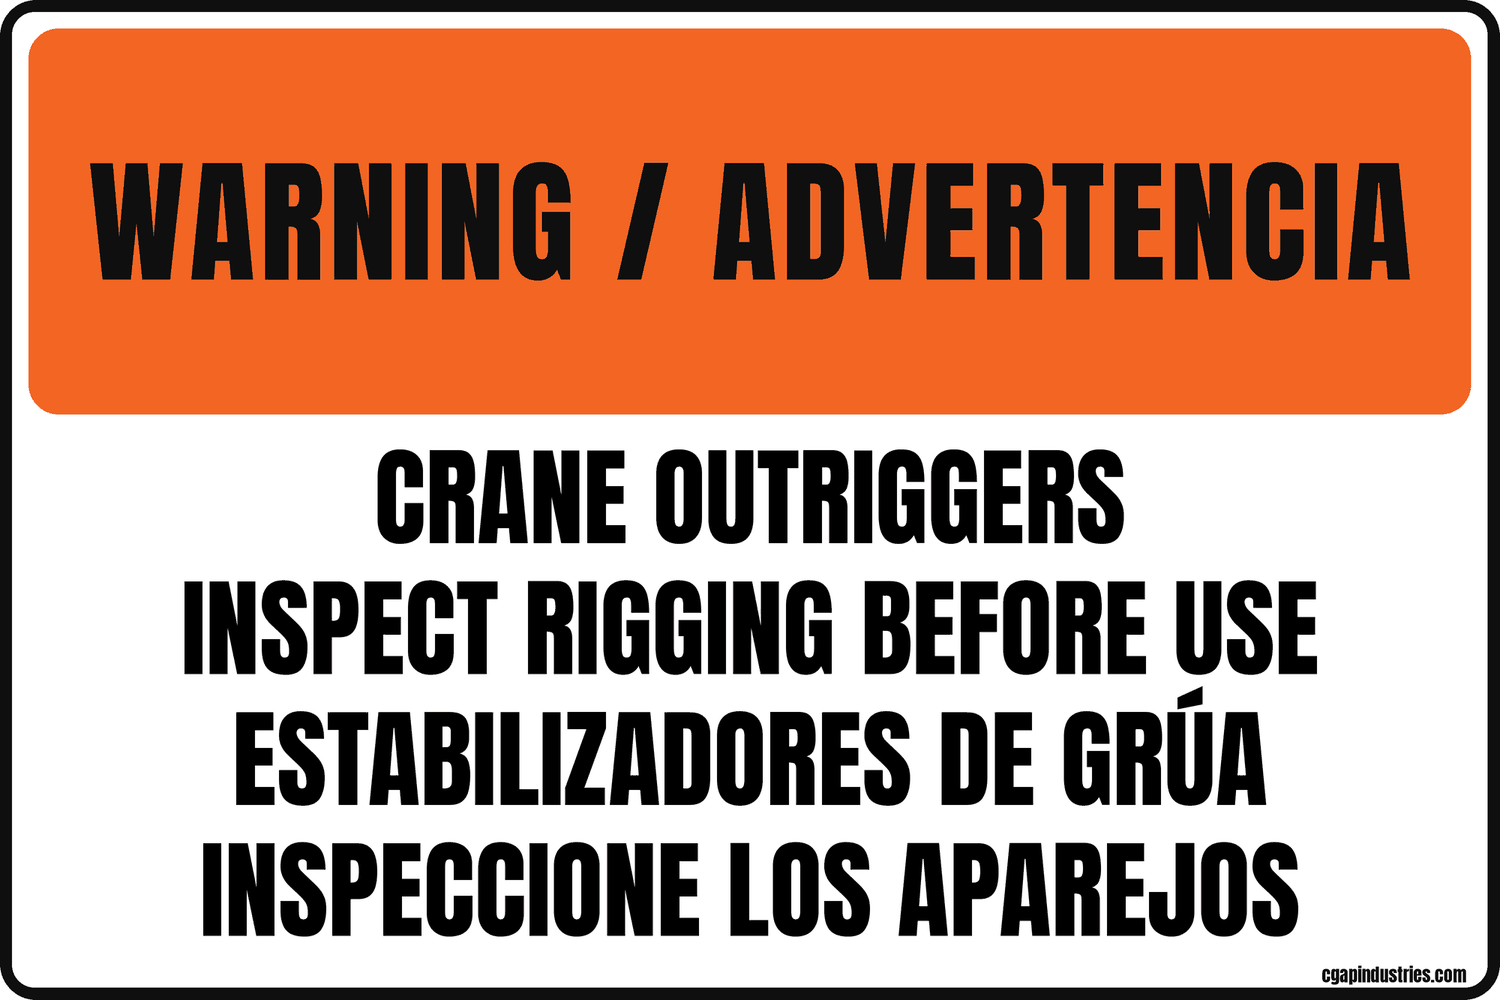 WARNING / ADVERTENCIA
CRANE OUTRIGGERS
INSPECT RIGGING BEFORE USE
ESTABILIZADORES DE GRÚA
INSPECCIONE LOS APAREJOS
cgapindustries.com